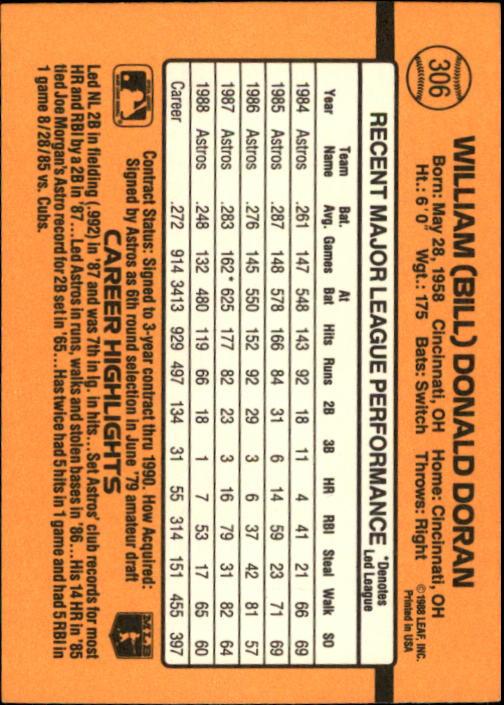 306
WILLIAM (BILL) DONALD DORAN
Born: May 28, 1958 Cincinnati, OH Home: Cincinnati, OH
Ht.: 6' 0" Wgt.: 175 Bats: Switch Throws: Right
©1988 LEAF, INC.
Printed in USA
RECENT MAJOR LEAGUE PERFORMANCE *Denotes Led League
Year Team Name Bat. Avg. Games At Bat Hits Runs 2B 3B HR RBI Steal Walk SO
1984 Astros .261 147 548 143 92 18 11 4 41 21 66 69
1985 Astros .287 148 578 166 84 31 6 14 59 23 71 69
1986 Astros .276 145 550 152 92 29 3 6 37 42 81 57
1987 Astros .283 162* 625 177 82 23 3 16 79 31 82 64
1988 Astros .248 132 480 119 66 18 1 7 53 17 65 60
Career .272 914 3413 929 497 134 31 55 314 151 455 397
Contract Status: Signed to 3-year contract thru 1990. How Acquired:
Signed by Astros as 6th round selection in June '79 amateur draft
CAREER HIGHLIGHTS
MLB
Led NL 2B in fielding (.992) in '87 and was 7th in lg. in hits...Set Astros' club records for most
HR and RBI by a 2B in '87...Led Astros in runs, walks and stolen bases in '86...His 14 HR in '85
tied Joe Morgan's Astro record for 2B set in '65...Has twice had 5 hits in 1 game and had 5 RBI in
1 game 8/28/85 vs. Cubs.